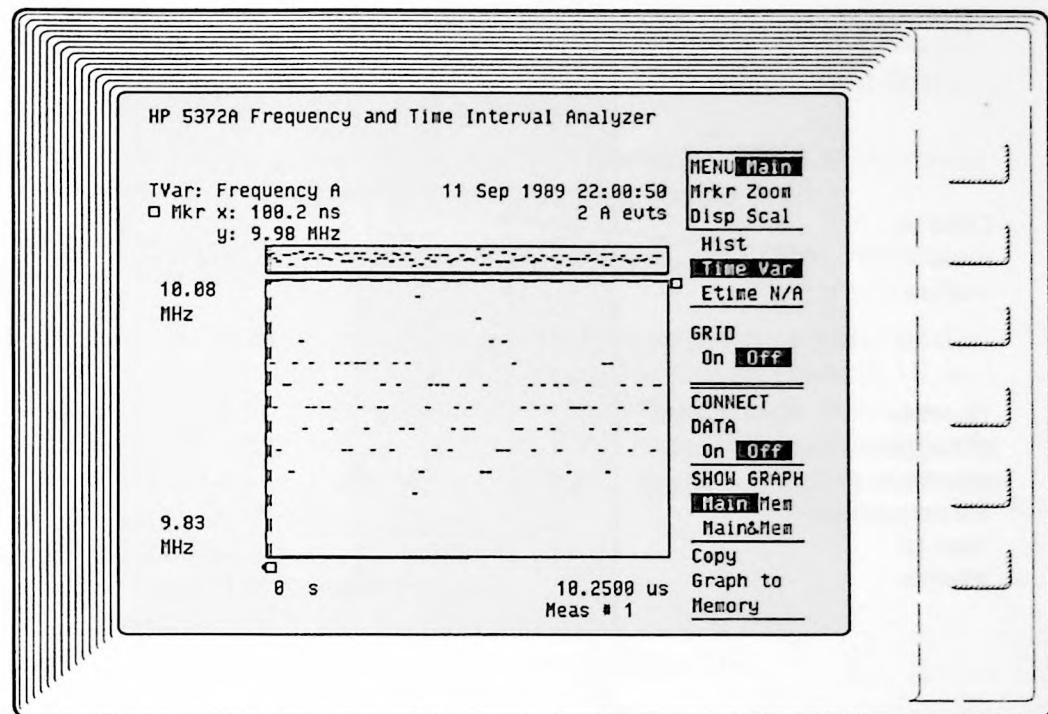 HP 5372A Frequency and Time Interval Analyzer
TVar: Frequency A
11 Sep 1989 22:00:50
Mkr x: 100.2 ns
2 A evts
y: 9.98 MHz
10.08
MHz
9.83
MHz
0 s
10.2500 us
Meas # 1
MENU Main
Mrkr Zoom
Disp Scal
Hist
Time Var
Etime N/A
GRID
On Off
CONNECT
DATA
On Off
SHOW GRAPH
Main Mem
Main&Mem
Copy
Graph to
Memory